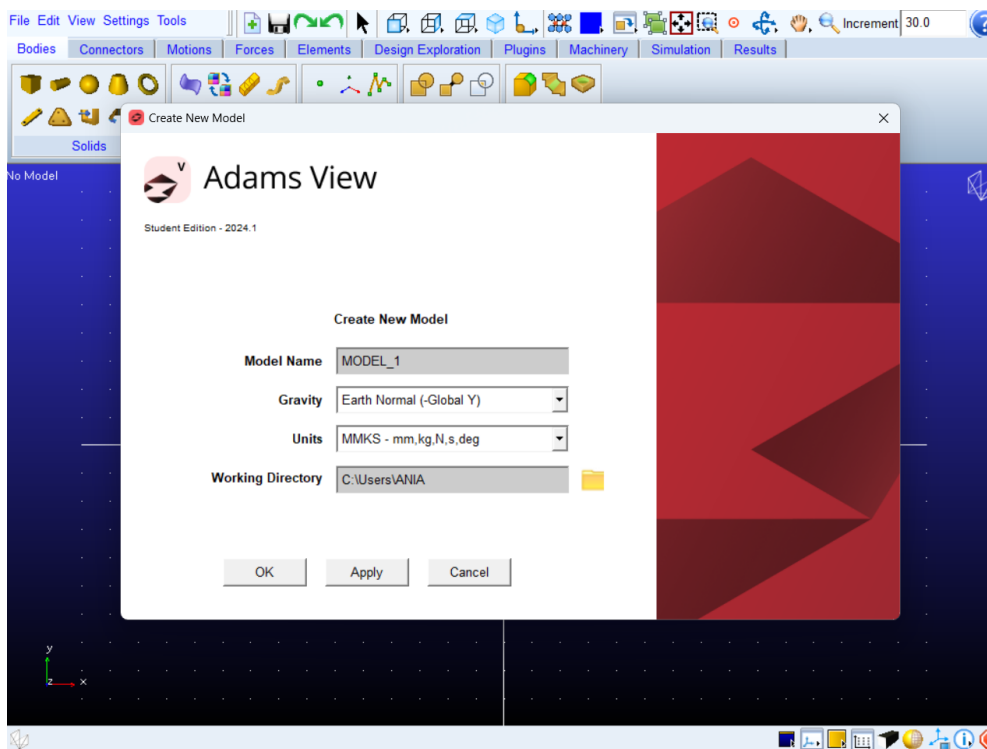 File Edit View Settings Tools
Increment 30.0
Bodies Connectors Motions Forces Elements Design Exploration Plugins Machinery Simulation Results
Create New Model
Solids
No Model
V
Adams View
Student Edition - 2024.1
Create New Model
Model Name MODEL_1
Gravity Earth Normal (-Global Y)
Units MMKS - mm,kg,N,s,deg
Working Directory C:\Users\ANIA
OK Apply Cancel
y
z x